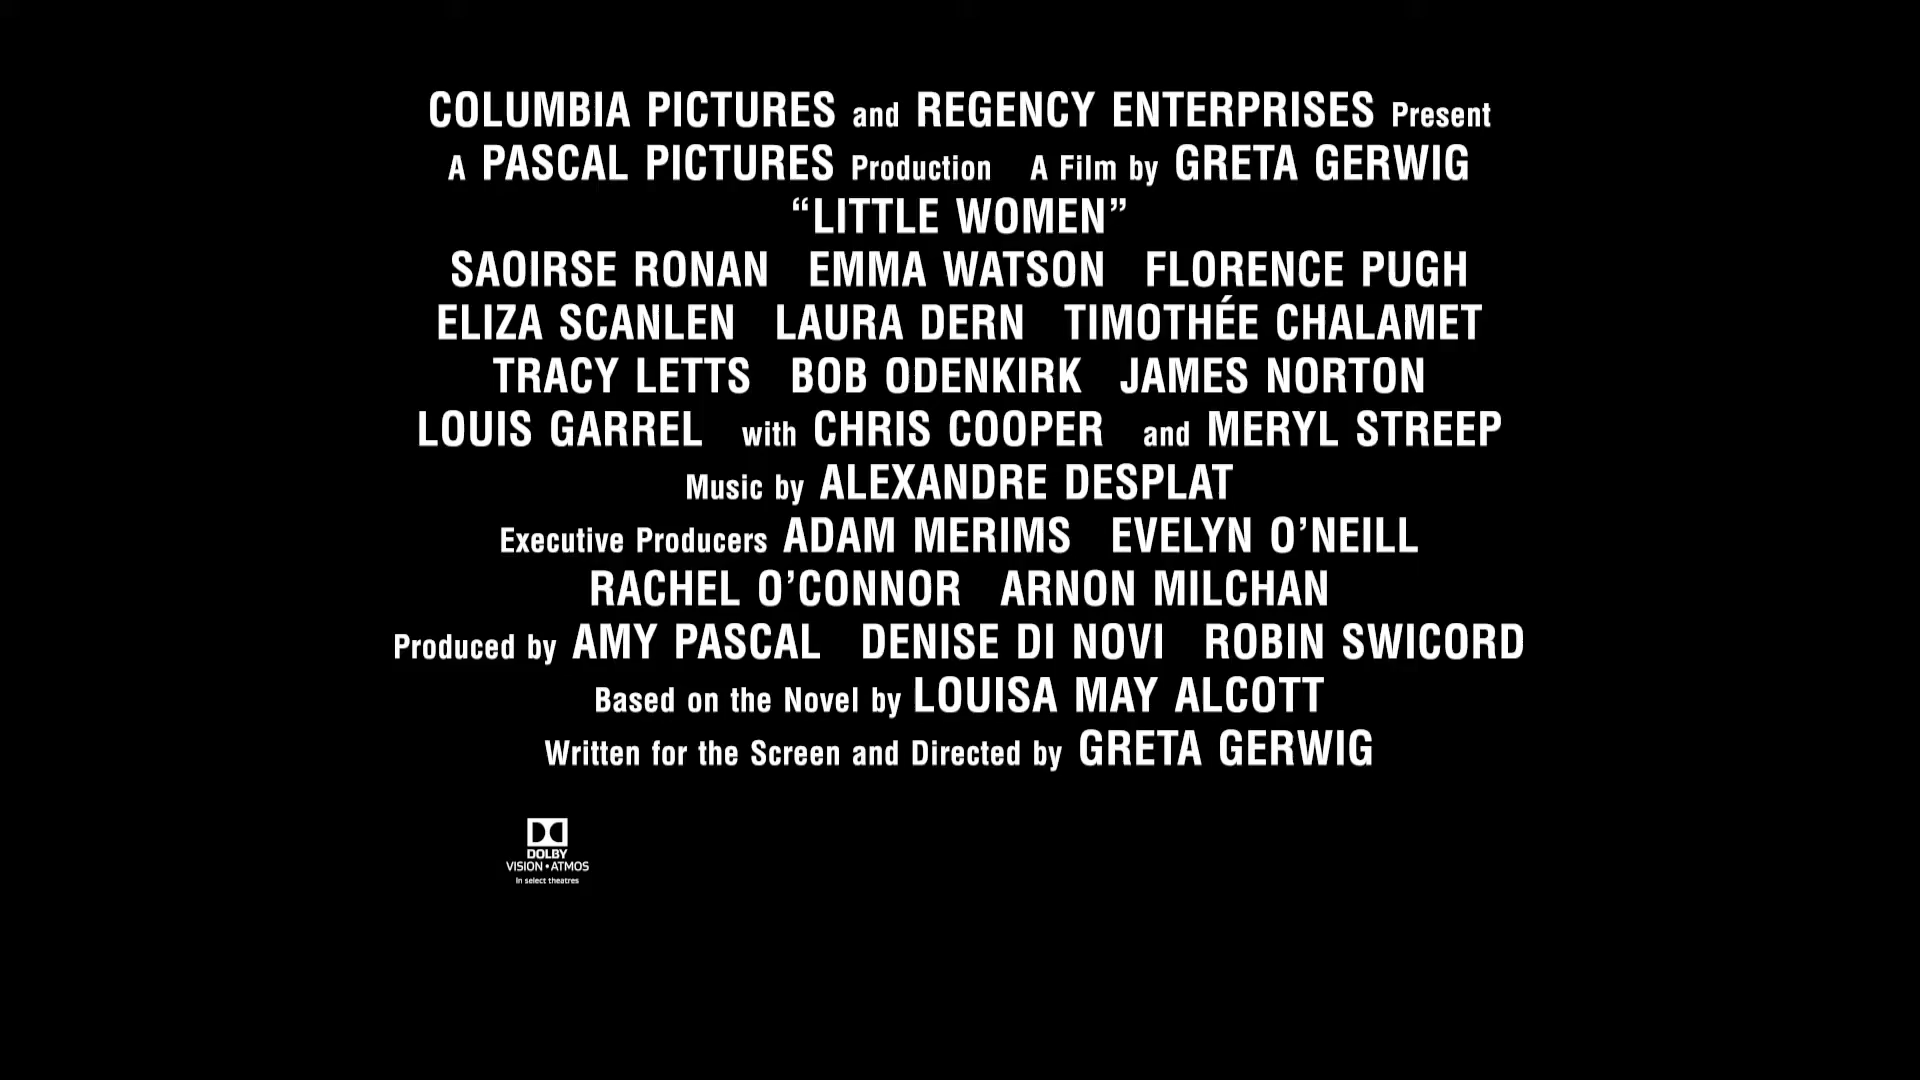 COLUMBIA PICTURES and REGENCY ENTERPRISES Present
A PASCAL PICTURES Production A Film by GRETA GERWIG
“LITTLE WOMEN”
SAOIRSE RONAN EMMA WATSON FLORENCE PUGH
ELIZA SCANLEN LAURA DERN TIMOTHÉE CHALAMET
TRACY LETTS BOB ODENKIRK JAMES NORTON
LOUIS GARREL with CHRIS COOPER and MERYL STREEP
Music by ALEXANDRE DESPLAT
Executive Producers ADAM MERIMS EVELYN O’NEILL
RACHEL O’CONNOR ARNON MILCHAN
Produced by AMY PASCAL DENISE DI NOVI ROBIN SWICORD
Based on the Novel by LOUISA MAY ALCOTT
Written for the Screen and Directed by GRETA GERWIG
DOLBY
VISION•ATMOS
In select theatres